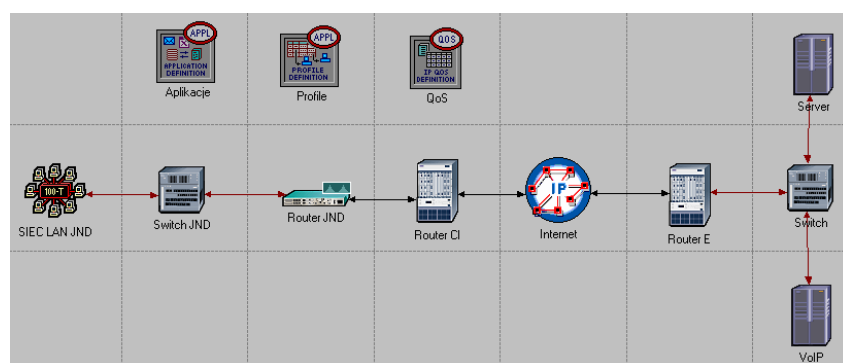 APPL
APPLICATION
DEFINITION
Aplikacje
APPL
PROFILE
DEFINITION
Profile
QOS
IP QOS
DEFINITION
QoS
Server
100-T
SIEC LAN JND
Switch JND
Router JND
Router CI
IP
Internet
Router E
Switch
VoIP